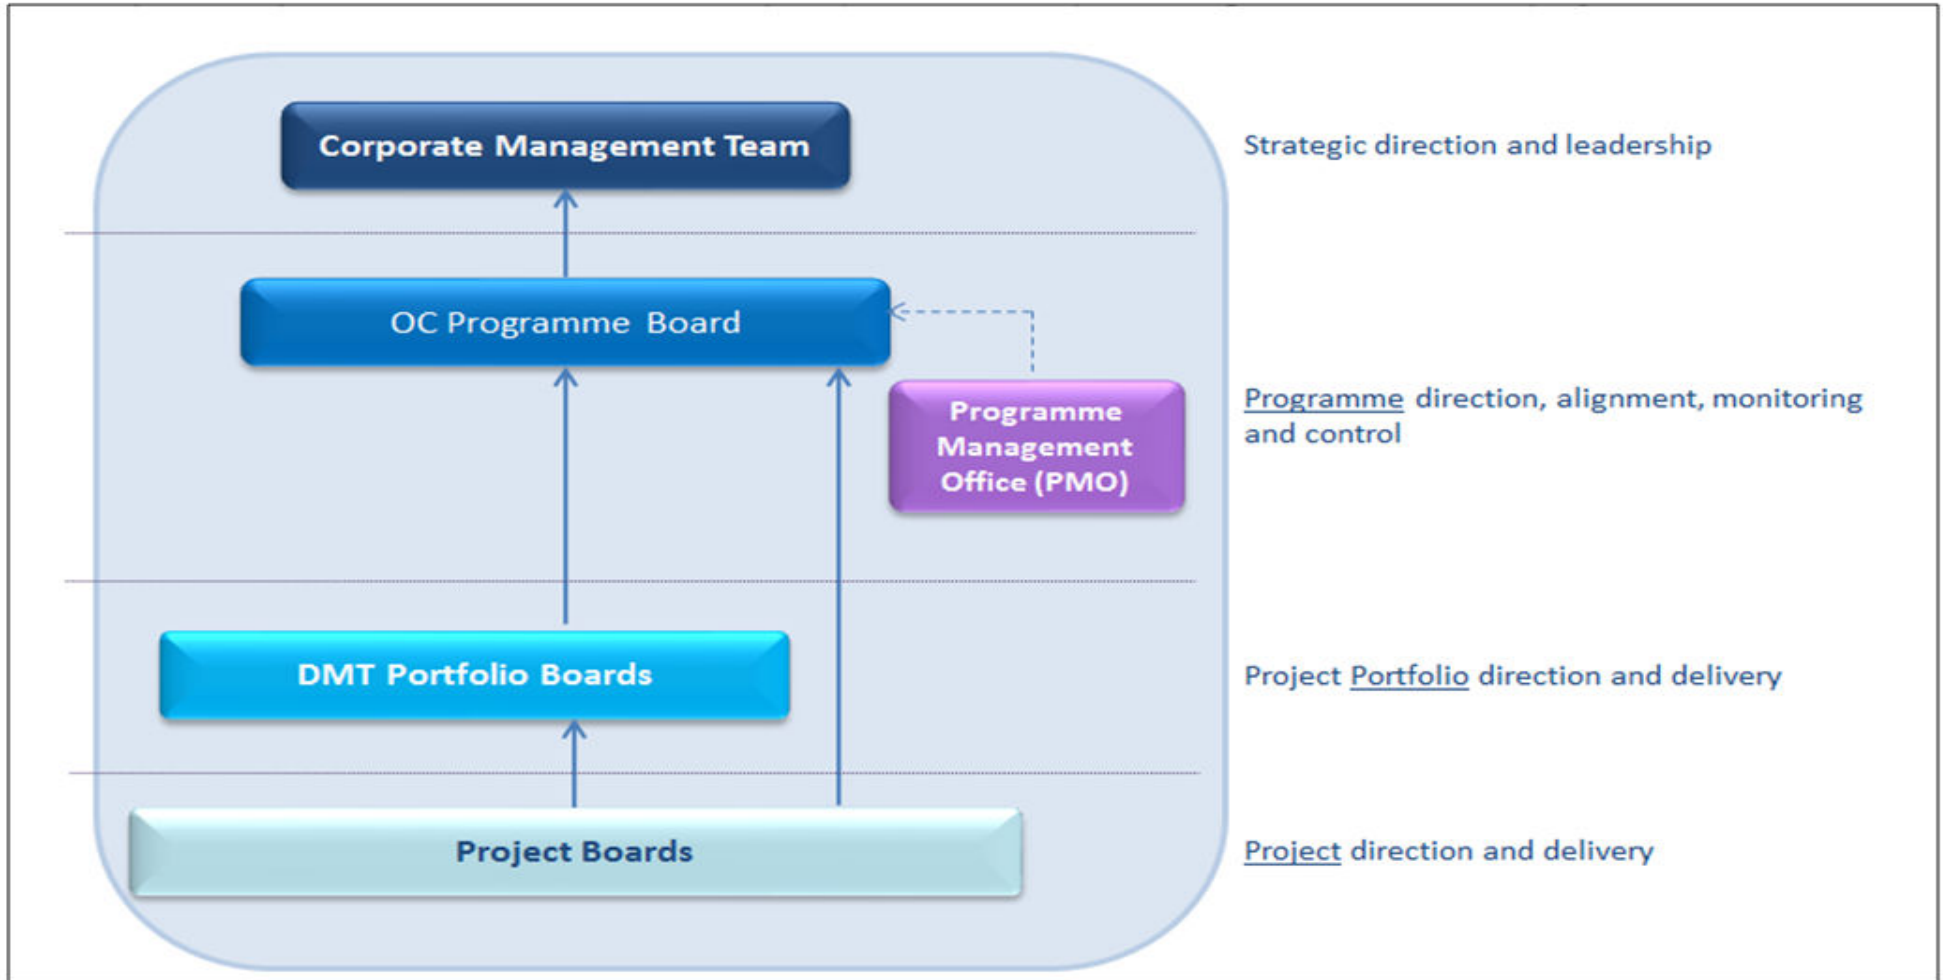 Corporate Management Team
Strategic direction and leadership
OC Programme Board
Programme
Management
Office (PMO)
Programme direction, alignment, monitoring
and control
DMT Portfolio Boards
Project Portfolio direction and delivery
Project Boards
Project direction and delivery